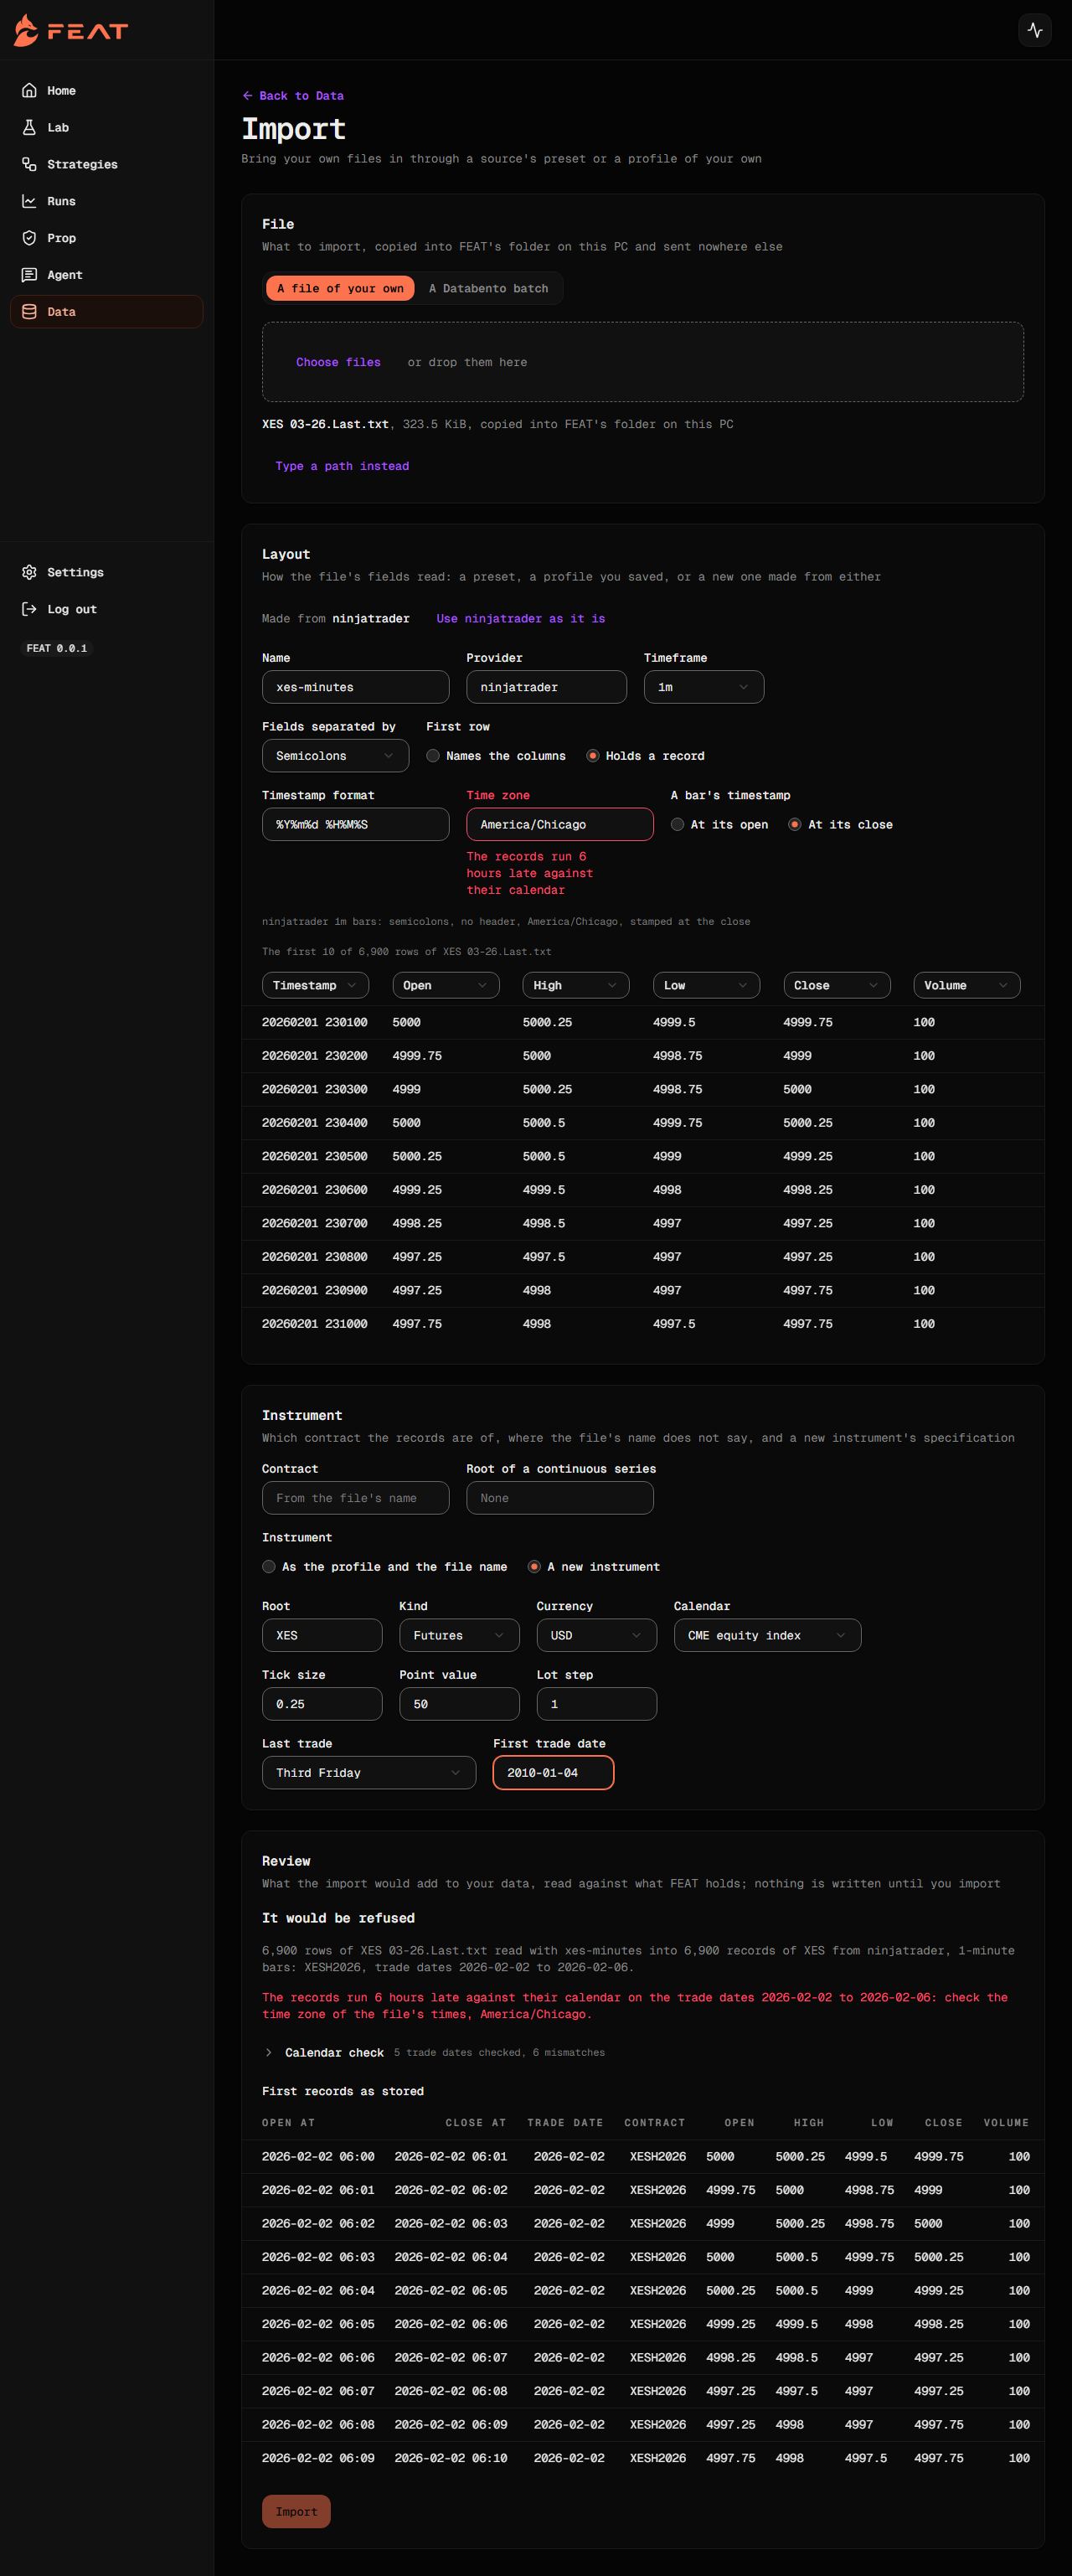 FEAT
Home
Lab
Strategies
Runs
Prop
Agent
Data
Settings
Log out
FEAT 0.0.1
Back to Data
Import
Bring your own files in through a source's preset or a profile of your own
File
What to import, copied into FEAT's folder on this PC and sent nowhere else
A file of your own A Databento batch
Choose files or drop them here
XES 03-26.Last.txt, 323.5 KiB, copied into FEAT's folder on this PC
Type a path instead
Layout
How the file's fields read: a preset, a profile you saved, or a new one made from either
Made from ninjatrader Use ninjatrader as it is
Name Provider Timeframe
xes-minutes ninjatrader 1m
Fields separated by First row
Semicolons Names the columns Holds a record
Timestamp format Time zone A bar's timestamp
%Y%m%d %H%M%S America/Chicago At its open At its close
The records run 6
hours late against
their calendar
ninjatrader 1m bars: semicolons, no header, America/Chicago, stamped at the close
The first 10 of 6,900 rows of XES 03-26.Last.txt
Timestamp Open High Low Close Volume
20260201 230100 5000 5000.25 4999.5 4999.75 100
20260201 230200 4999.75 5000 4998.75 4999 100
20260201 230300 4999 5000.25 4998.75 5000 100
20260201 230400 5000 5000.5 4999.75 5000.25 100
20260201 230500 5000.25 5000.5 4999 4999.25 100
20260201 230600 4999.25 4999.5 4998 4998.25 100
20260201 230700 4998.25 4998.5 4997 4997.25 100
20260201 230800 4997.25 4997.5 4997 4997.25 100
20260201 230900 4997.25 4998 4997 4997.75 100
20260201 231000 4997.75 4998 4997.5 4997.75 100
Instrument
Which contract the records are of, where the file's name does not say, and a new instrument's specification
Contract Root of a continuous series
From the file's name None
Instrument
As the profile and the file name A new instrument
Root Kind Currency Calendar
XES Futures USD CME equity index
Tick size Point value Lot step
0.25 50 1
Last trade First trade date
Third Friday 2010-01-04
Review
What the import would add to your data, read against what FEAT holds; nothing is written until you import
It would be refused
6,900 rows of XES 03-26.Last.txt read with xes-minutes into 6,900 records of XES from ninjatrader, 1-minute
bars: XESH2026, trade dates 2026-02-02 to 2026-02-06.
The records run 6 hours late against their calendar on the trade dates 2026-02-02 to 2026-02-06: check the
time zone of the file's times, America/Chicago.
Calendar check 5 trade dates checked, 6 mismatches
First records as stored
OPEN AT CLOSE AT TRADE DATE CONTRACT OPEN HIGH LOW CLOSE VOLUME
2026-02-02 06:00 2026-02-02 06:01 2026-02-02 XESH2026 5000 5000.25 4999.5 4999.75 100
2026-02-02 06:01 2026-02-02 06:02 2026-02-02 XESH2026 4999.75 5000 4998.75 4999 100
2026-02-02 06:02 2026-02-02 06:03 2026-02-02 XESH2026 4999 5000.25 4998.75 5000 100
2026-02-02 06:03 2026-02-02 06:04 2026-02-02 XESH2026 5000 5000.5 4999.75 5000.25 100
2026-02-02 06:04 2026-02-02 06:05 2026-02-02 XESH2026 5000.25 5000.5 4999 4999.25 100
2026-02-02 06:05 2026-02-02 06:06 2026-02-02 XESH2026 4999.25 4999.5 4998 4998.25 100
2026-02-02 06:06 2026-02-02 06:07 2026-02-02 XESH2026 4998.25 4998.5 4997 4997.25 100
2026-02-02 06:07 2026-02-02 06:08 2026-02-02 XESH2026 4997.25 4997.5 4997 4997.25 100
2026-02-02 06:08 2026-02-02 06:09 2026-02-02 XESH2026 4997.25 4998 4997 4997.75 100
2026-02-02 06:09 2026-02-02 06:10 2026-02-02 XESH2026 4997.75 4998 4997.5 4997.75 100
Import